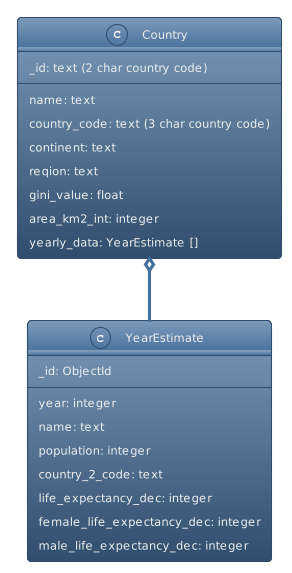 C Country
_id: text (2 char country code)
name: text
country_code: text (3 char country code)
continent: text
reqion: text
gini_value: float
area_km2_int: integer
yearly_data: YearEstimate []
C YearEstimate
_id: ObjectId
year: integer
name: text
population: integer
country_2_code: text
life_expectancy_dec: integer
female_life_expectancy_dec: integer
male_life_expectancy_dec: integer